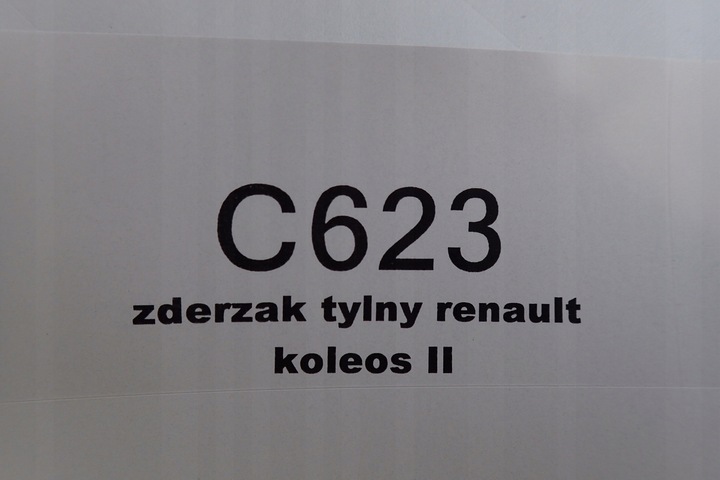 C623
zderzak tylny renault
koleos II